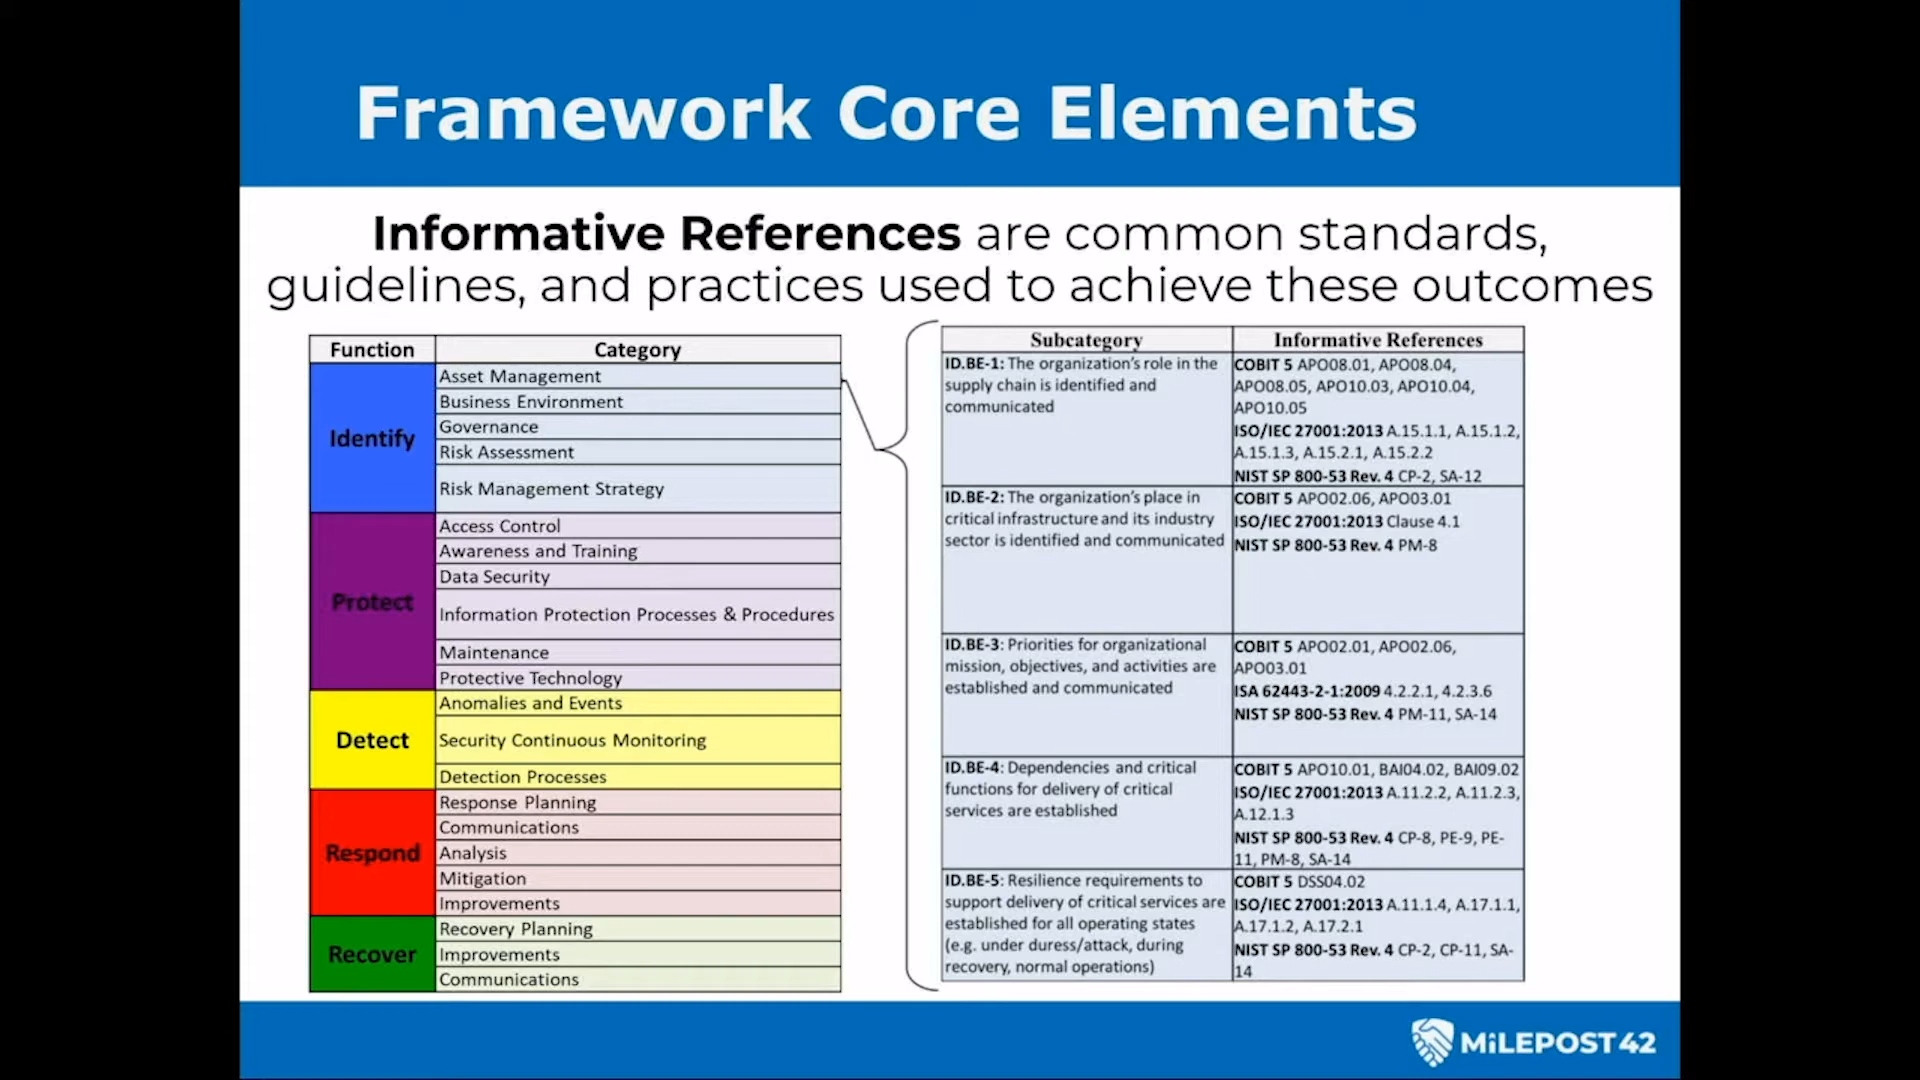 Framework Core Elements
Informative References are common standards,
guidelines, and practices used to achieve these outcomes
Function
Category
Identify
Asset Management
Business Environment
Governance
Risk Assessment
Risk Management Strategy
Protect
Access Control
Awareness and Training
Data Security
Information Protection Processes & Procedures
Maintenance
Protective Technology
Detect
Anomalies and Events
Security Continuous Monitoring
Detection Processes
Respond
Response Planning
Communications
Analysis
Mitigation
Improvements
Recover
Recovery Planning
Improvements
Communications
Subcategory
Informative References
ID.BE-1: The organization's role in the
supply chain is identified and
communicated
COBIT 5 APO08.01, APO08.04,
APO08.05, APO10.03, APO10.04,
APO10.05
ISO/IEC 27001:2013 A.15.1.1, A.15.1.2,
A.15.1.3, A.15.2.1, A.15.2.2
NIST SP 800-53 Rev. 4 CP-2, SA-12
ID.BE-2: The organization's place in
critical infrastructure and its industry
sector is identified and communicated
COBIT 5 APO02.06, APO03.01
ISO/IEC 27001:2013 Clause 4.1
NIST SP 800-53 Rev. 4 PM-8
ID.BE-3: Priorities for organizational
mission, objectives, and activities are
established and communicated
COBIT 5 APO02.01, APO02.06,
APO03.01
ISA 62443-2-1:2009 4.2.2.1, 4.2.3.6
NIST SP 800-53 Rev. 4 PM-11, SA-14
ID.BE-4: Dependencies and critical
functions for delivery of critical
services are established
COBIT 5 APO10.01, BAI04.02, BAI09.02
ISO/IEC 27001:2013 A.11.2.2, A.11.2.3,
A.12.1.3
NIST SP 800-53 Rev. 4 CP-8, PE-9, PE-
11, PM-8, SA-14
ID.BE-5: Resilience requirements to
support delivery of critical services are
established for all operating states
(e.g. under duress/attack, during
recovery, normal operations)
COBIT 5 DSS04.02
ISO/IEC 27001:2013 A.11.1.4, A.17.1.1,
A.17.1.2, A.17.2.1
NIST SP 800-53 Rev. 4 CP-2, CP-11, SA-
14
MiLEPOST 42